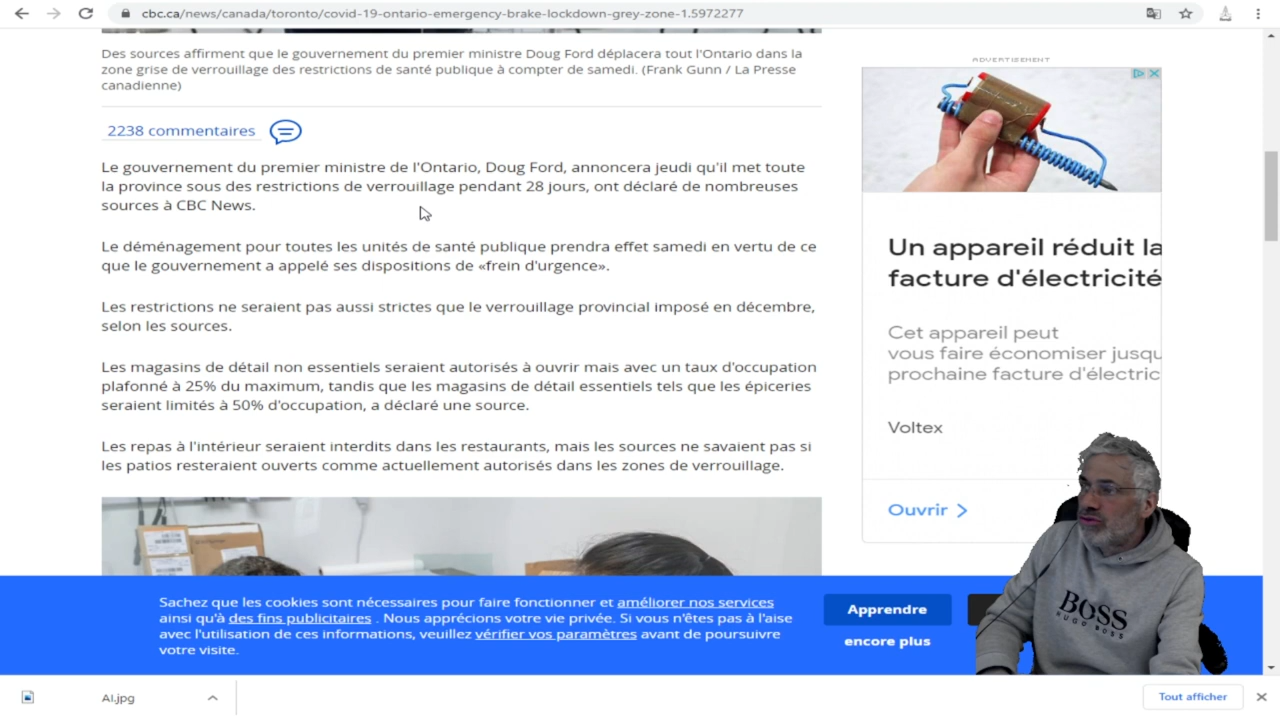 cbc.ca/news/canada/toronto/covid-19-ontario-emergency-brake-lockdown-grey-zone-1.5972277
Des sources affirment que le gouvernement du premier ministre Doug Ford déplacera tout l'Ontario dans la
zone grise de verrouillage des restrictions de santé publique à compter de samedi. (Frank Gunn / La Presse
canadienne)
2238 commentaires
Le gouvernement du premier ministre de l'Ontario, Doug Ford, annoncera jeudi qu'il met toute
la province sous des restrictions de verrouillage pendant 28 jours, ont déclaré de nombreuses
sources à CBC News.
Le déménagement pour toutes les unités de santé publique prendra effet samedi en vertu de ce
que le gouvernement a appelé ses dispositions de «frein d'urgence».
Les restrictions ne seraient pas aussi strictes que le verrouillage provincial imposé en décembre,
selon les sources.
Les magasins de détail non essentiels seraient autorisés à ouvrir mais avec un taux d'occupation
plafonné à 25% du maximum, tandis que les magasins de détail essentiels tels que les épiceries
seraient limités à 50% d'occupation, a déclaré une source.
Les repas à l'intérieur seraient interdits dans les restaurants, mais les sources ne savaient pas si
les patios resteraient ouverts comme actuellement autorisés dans les zones de verrouillage.
ADVERTISEMENT
Un appareil réduit la
facture d'électricité
Cet appareil peut
vous faire économiser jusqu
prochaine facture d'électric
Voltex
Ouvrir
BOSS
HUGO BOSS
Sachez que les cookies sont nécessaires pour faire fonctionner et améliorer nos services
ainsi qu'à des fins publicitaires . Nous apprécions votre vie privée. Si vous n'êtes pas à l'aise
avec l'utilisation de ces informations, veuillez vérifier vos paramètres avant de poursuivre
votre visite.
Apprendre
encore plus
AI.jpg
Tout afficher